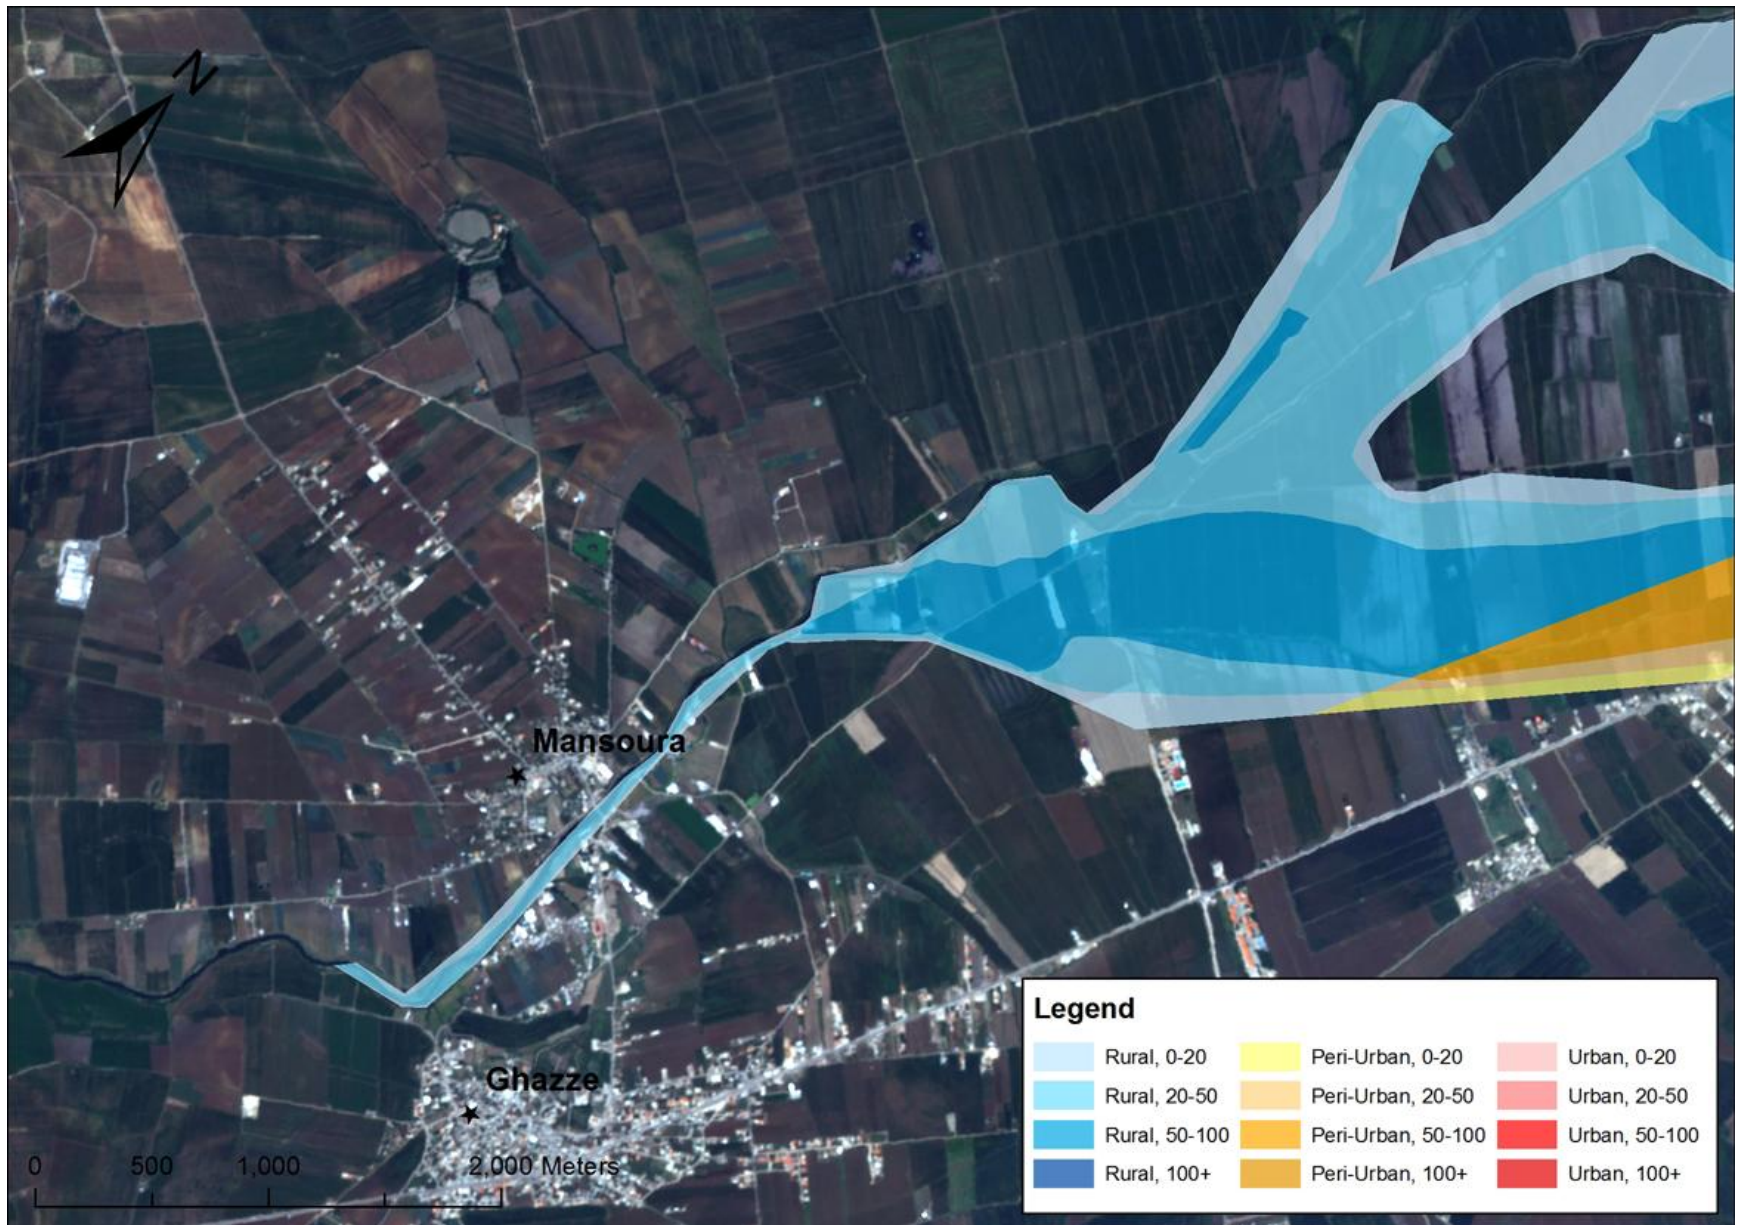 N
Mansoura
Ghazze
0 500 1,000 2,000 Meters
Legend
Rural, 0-20 Peri-Urban, 0-20 Urban, 0-20
Rural, 20-50 Peri-Urban, 20-50 Urban, 20-50
Rural, 50-100 Peri-Urban, 50-100 Urban, 50-100
Rural, 100+ Peri-Urban, 100+ Urban, 100+